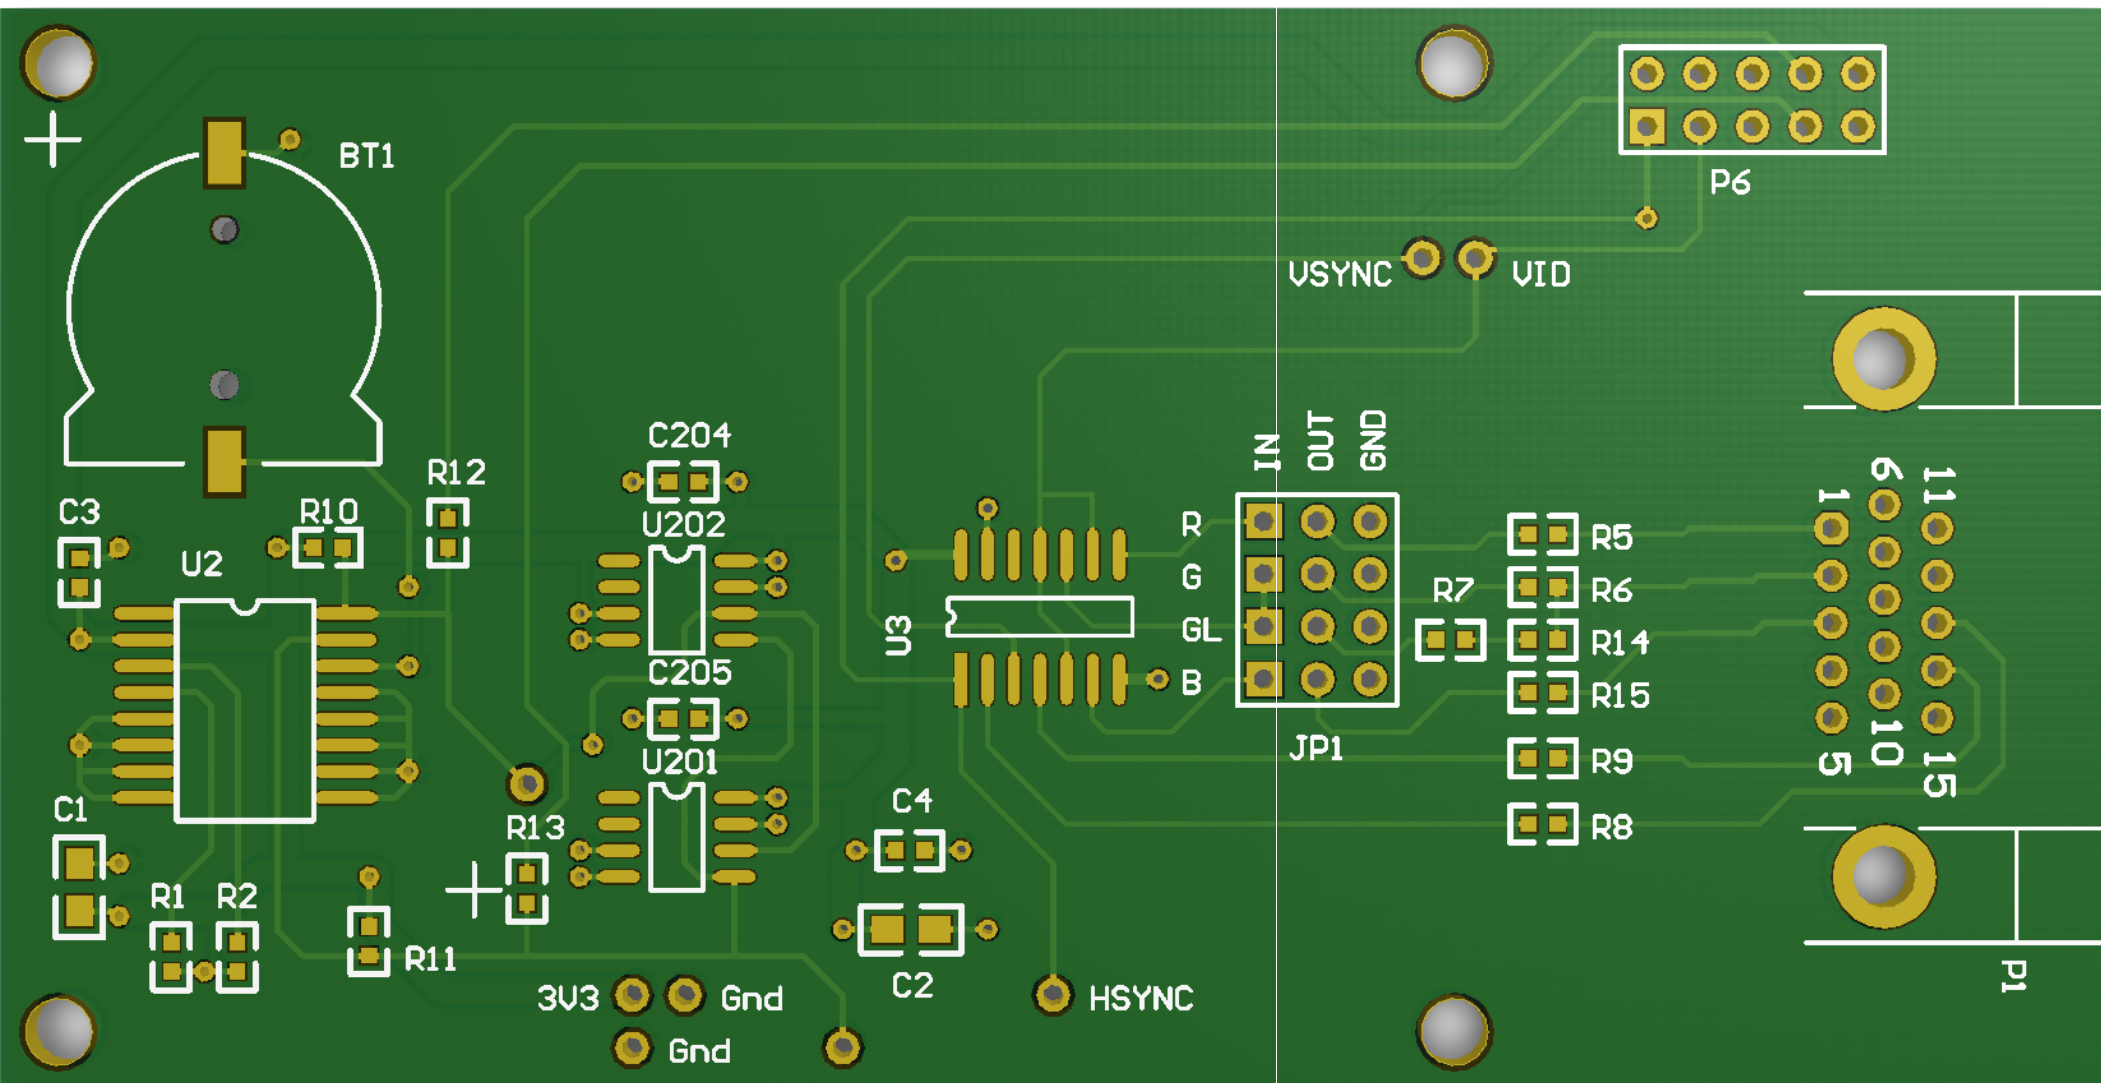 BT1
P6
VSYNC
VID
C204
IN
OUT
GND
R12
6
11
1
C3
R10
U202
R
R5
U2
G
R7
R6
U3
GL
R14
C205
B
R15
JP1
10
U201
R9
5
15
C1
C4
R13
R8
R1
R2
R11
C2
P1
3V3
Gnd
HSYNC
Gnd